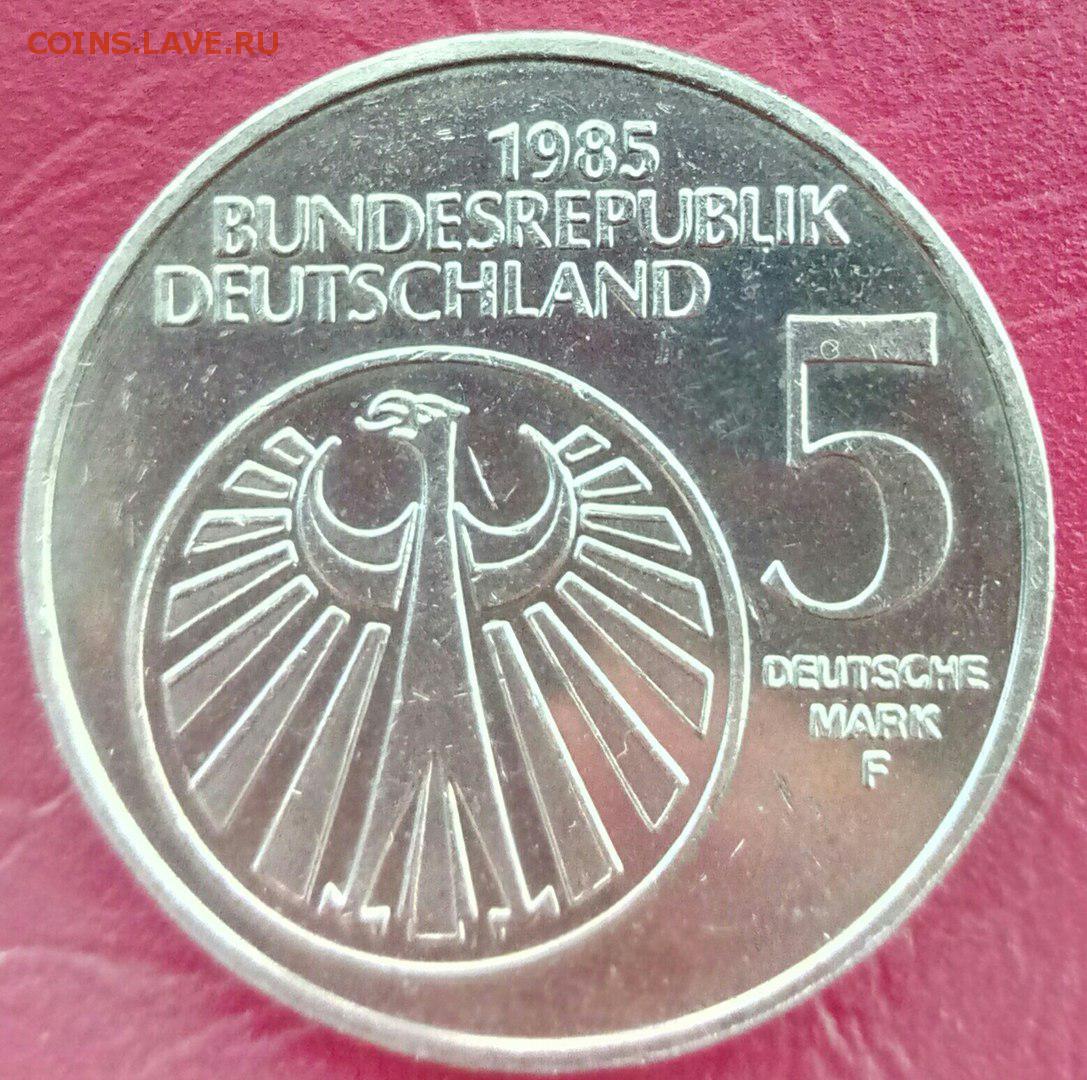 COINS.LAVE.RU
1985
BUNDESREPUBLIK
DEUTSCHLAND
5
DEUTSCHE
MARK
F